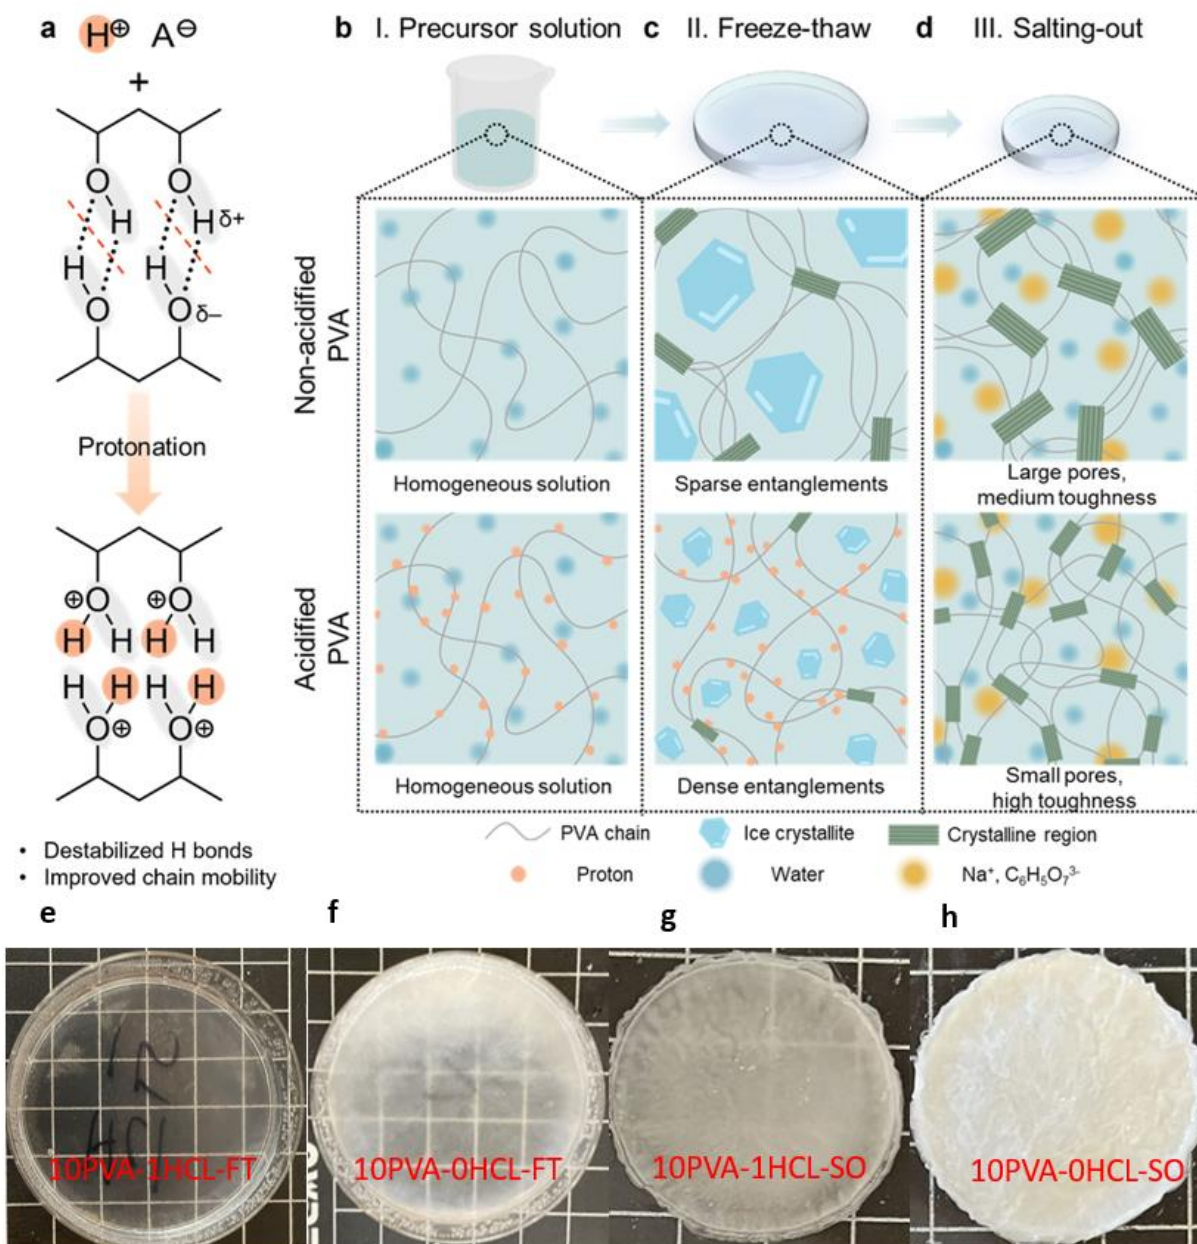 a
H⊕ A⊖
+
O O
H H δ+
H H
O O δ−
Protonation
⊕ O ⊕ O
H H H H
H H H H
O ⊕ O ⊕
• Destabilized H bonds
• Improved chain mobility
b I. Precursor solution
c II. Freeze-thaw
d III. Salting-out
Non-acidified
PVA
Homogeneous solution
Sparse entanglements
Large pores,
medium toughness
Acidified
PVA
Homogeneous solution
Dense entanglements
Small pores,
high toughness
PVA chain
Ice crystallite
Crystalline region
Proton
Water
Na⁺, C₆H₅O₇³⁻
e
f
g
h
10PVA-1HCL-FT
10PVA-0HCL-FT
10PVA-1HCL-SO
10PVA-0HCL-SO